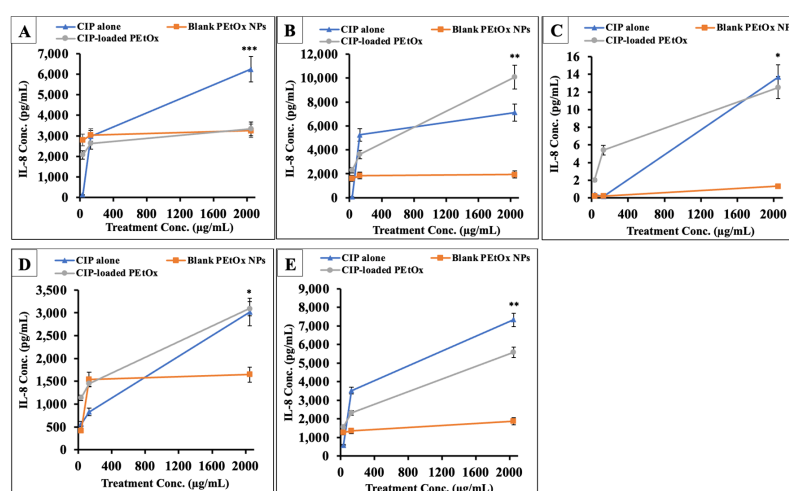 A
CIP alone
Blank PEtOx NPs
CIP-loaded PEtOx
7,000
6,000
5,000
4,000
3,000
2,000
1,000
0
IL-8 Conc. (pg/mL)
***
0 400 800 1200 1600 2000
Treatment Conc. (µg/mL)
B
CIP alone
Blank PEtOx NPs
CIP-loaded PEtOx
12,000
10,000
8,000
6,000
4,000
2,000
0
IL-8 Conc. (pg/mL)
**
0 400 800 1200 1600 2000
Treatment Conc. (µg/mL)
C
CIP alone
Blank PEtOx NPs
CIP-loaded PEtOx
16
14
12
10
8
6
4
2
0
IL-8 Conc. (pg/mL)
*
0 400 800 1200 1600 2000
Treatment Conc. (µg/mL)
D
CIP alone
Blank PEtOx NPs
CIP-loaded PEtOx
3,500
3,000
2,500
2,000
1,500
1,000
500
0
IL-8 Conc. (pg/mL)
*
0 400 800 1200 1600 2000
Treatment Conc. (µg/mL)
E
CIP alone
Blank PEtOx NPs
CIP-loaded PEtOx
9,000
8,000
7,000
6,000
5,000
4,000
3,000
2,000
1,000
0
IL-8 Conc. (pg/mL)
**
0 400 800 1200 1600 2000
Treatment Conc. (µg/mL)